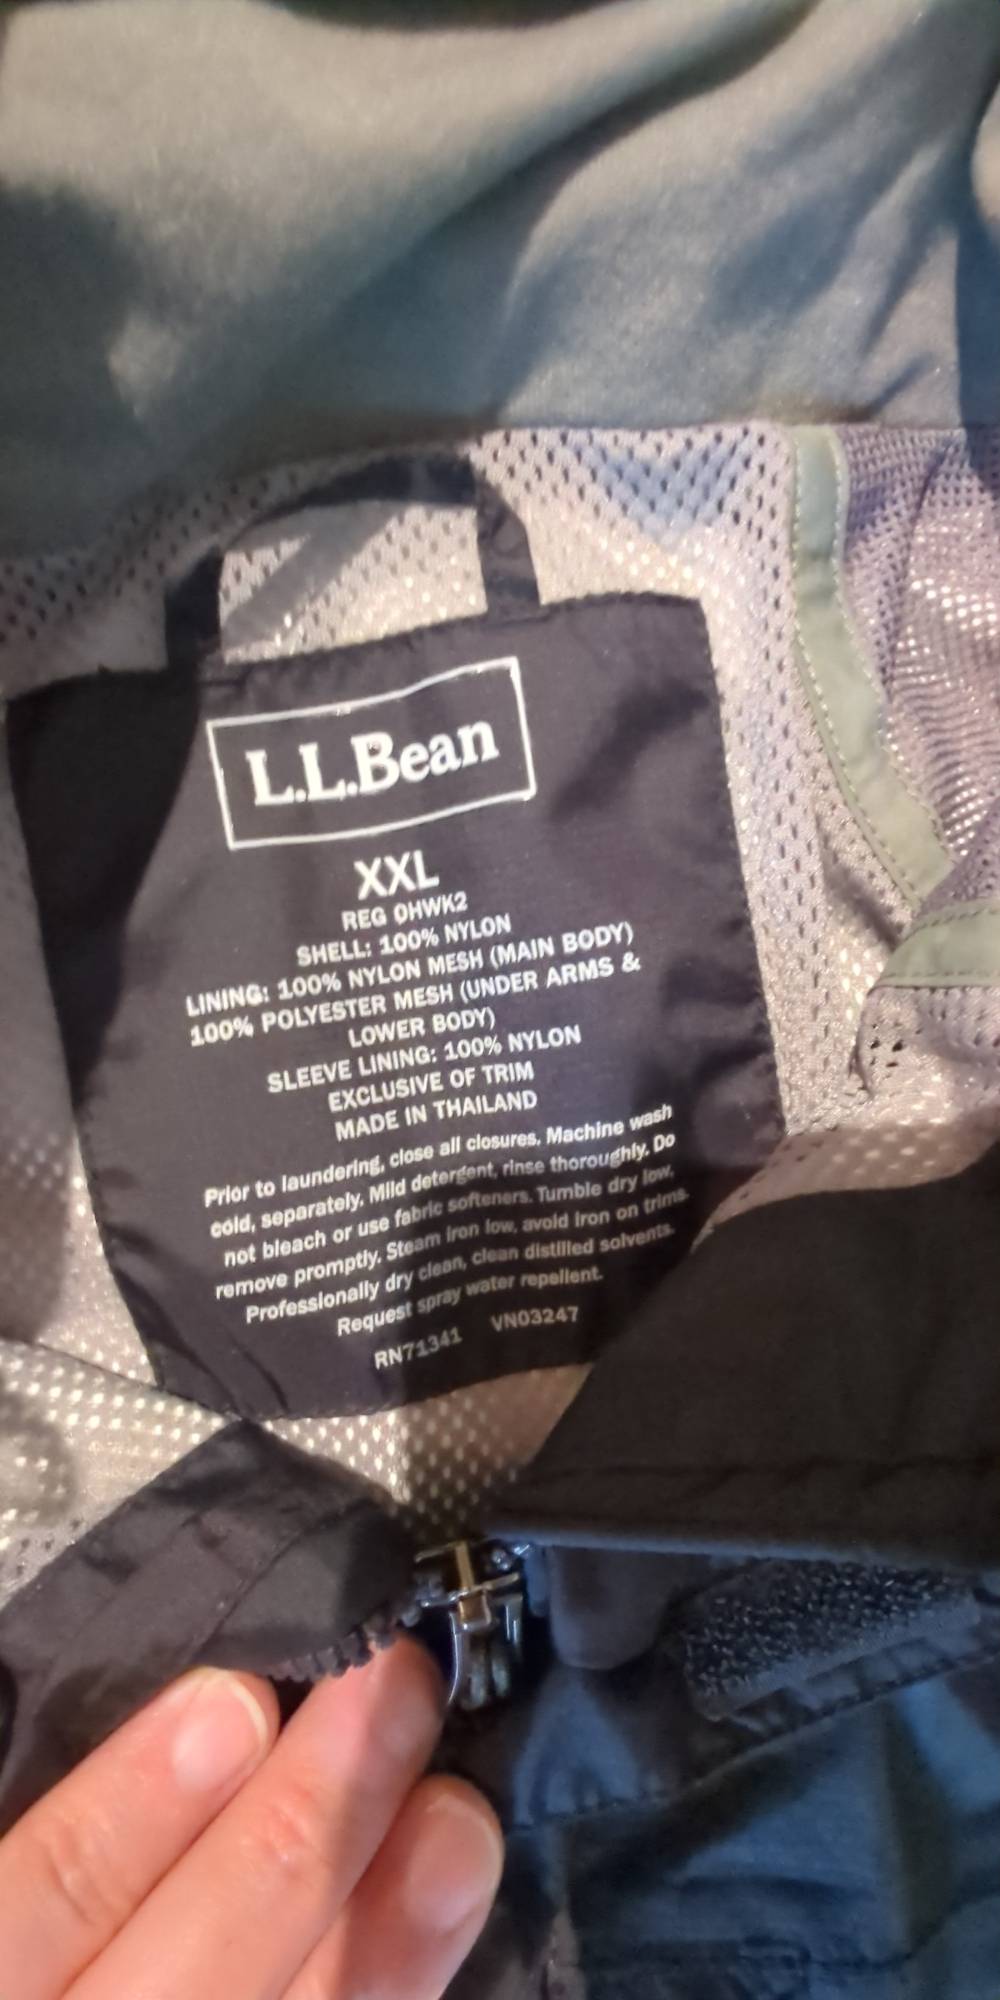 L.L.Bean
XXL
REG OHWK2
SHELL: 100% NYLON
LINING: 100% NYLON MESH (MAIN BODY)
100% POLYESTER MESH (UNDER ARMS &
LOWER BODY)
SLEEVE LINING: 100% NYLON
EXCLUSIVE OF TRIM
MADE IN THAILAND
Prior to laundering, close all closures. Machine wash
cold, separately. Mild detergent, rinse thoroughly. Do
not bleach or use fabric softeners. Tumble dry low,
remove promptly. Steam iron low, avoid iron on trims.
Professionally dry clean, clean distilled solvents.
Request spray water repellent.
RN71341 VN03247